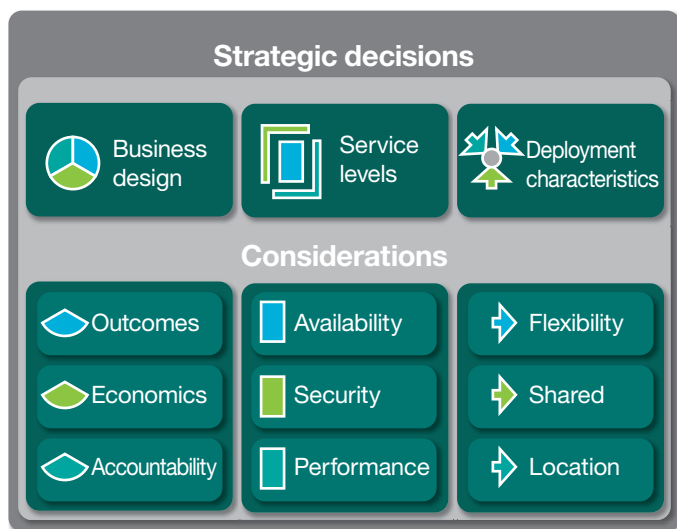 Strategic decisions
Business
design
Service
levels
Deployment
characteristics
Considerations
Outcomes
Availability
Flexibility
Economics
Security
Shared
Accountability
Performance
Location